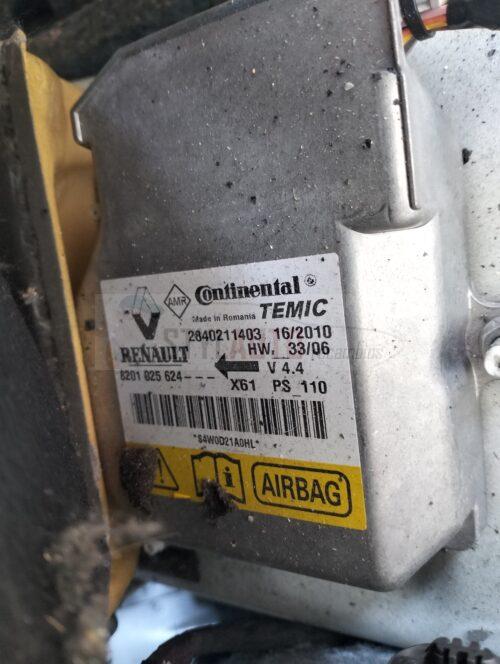 AMR Continental
Made in Romania TEMIC
2840211403 16/2010
RENAULT HW. 33/06
8201 025 624--- V 4.4
X61 PS 110
*S4W0D21A0HL*
AIRBAG